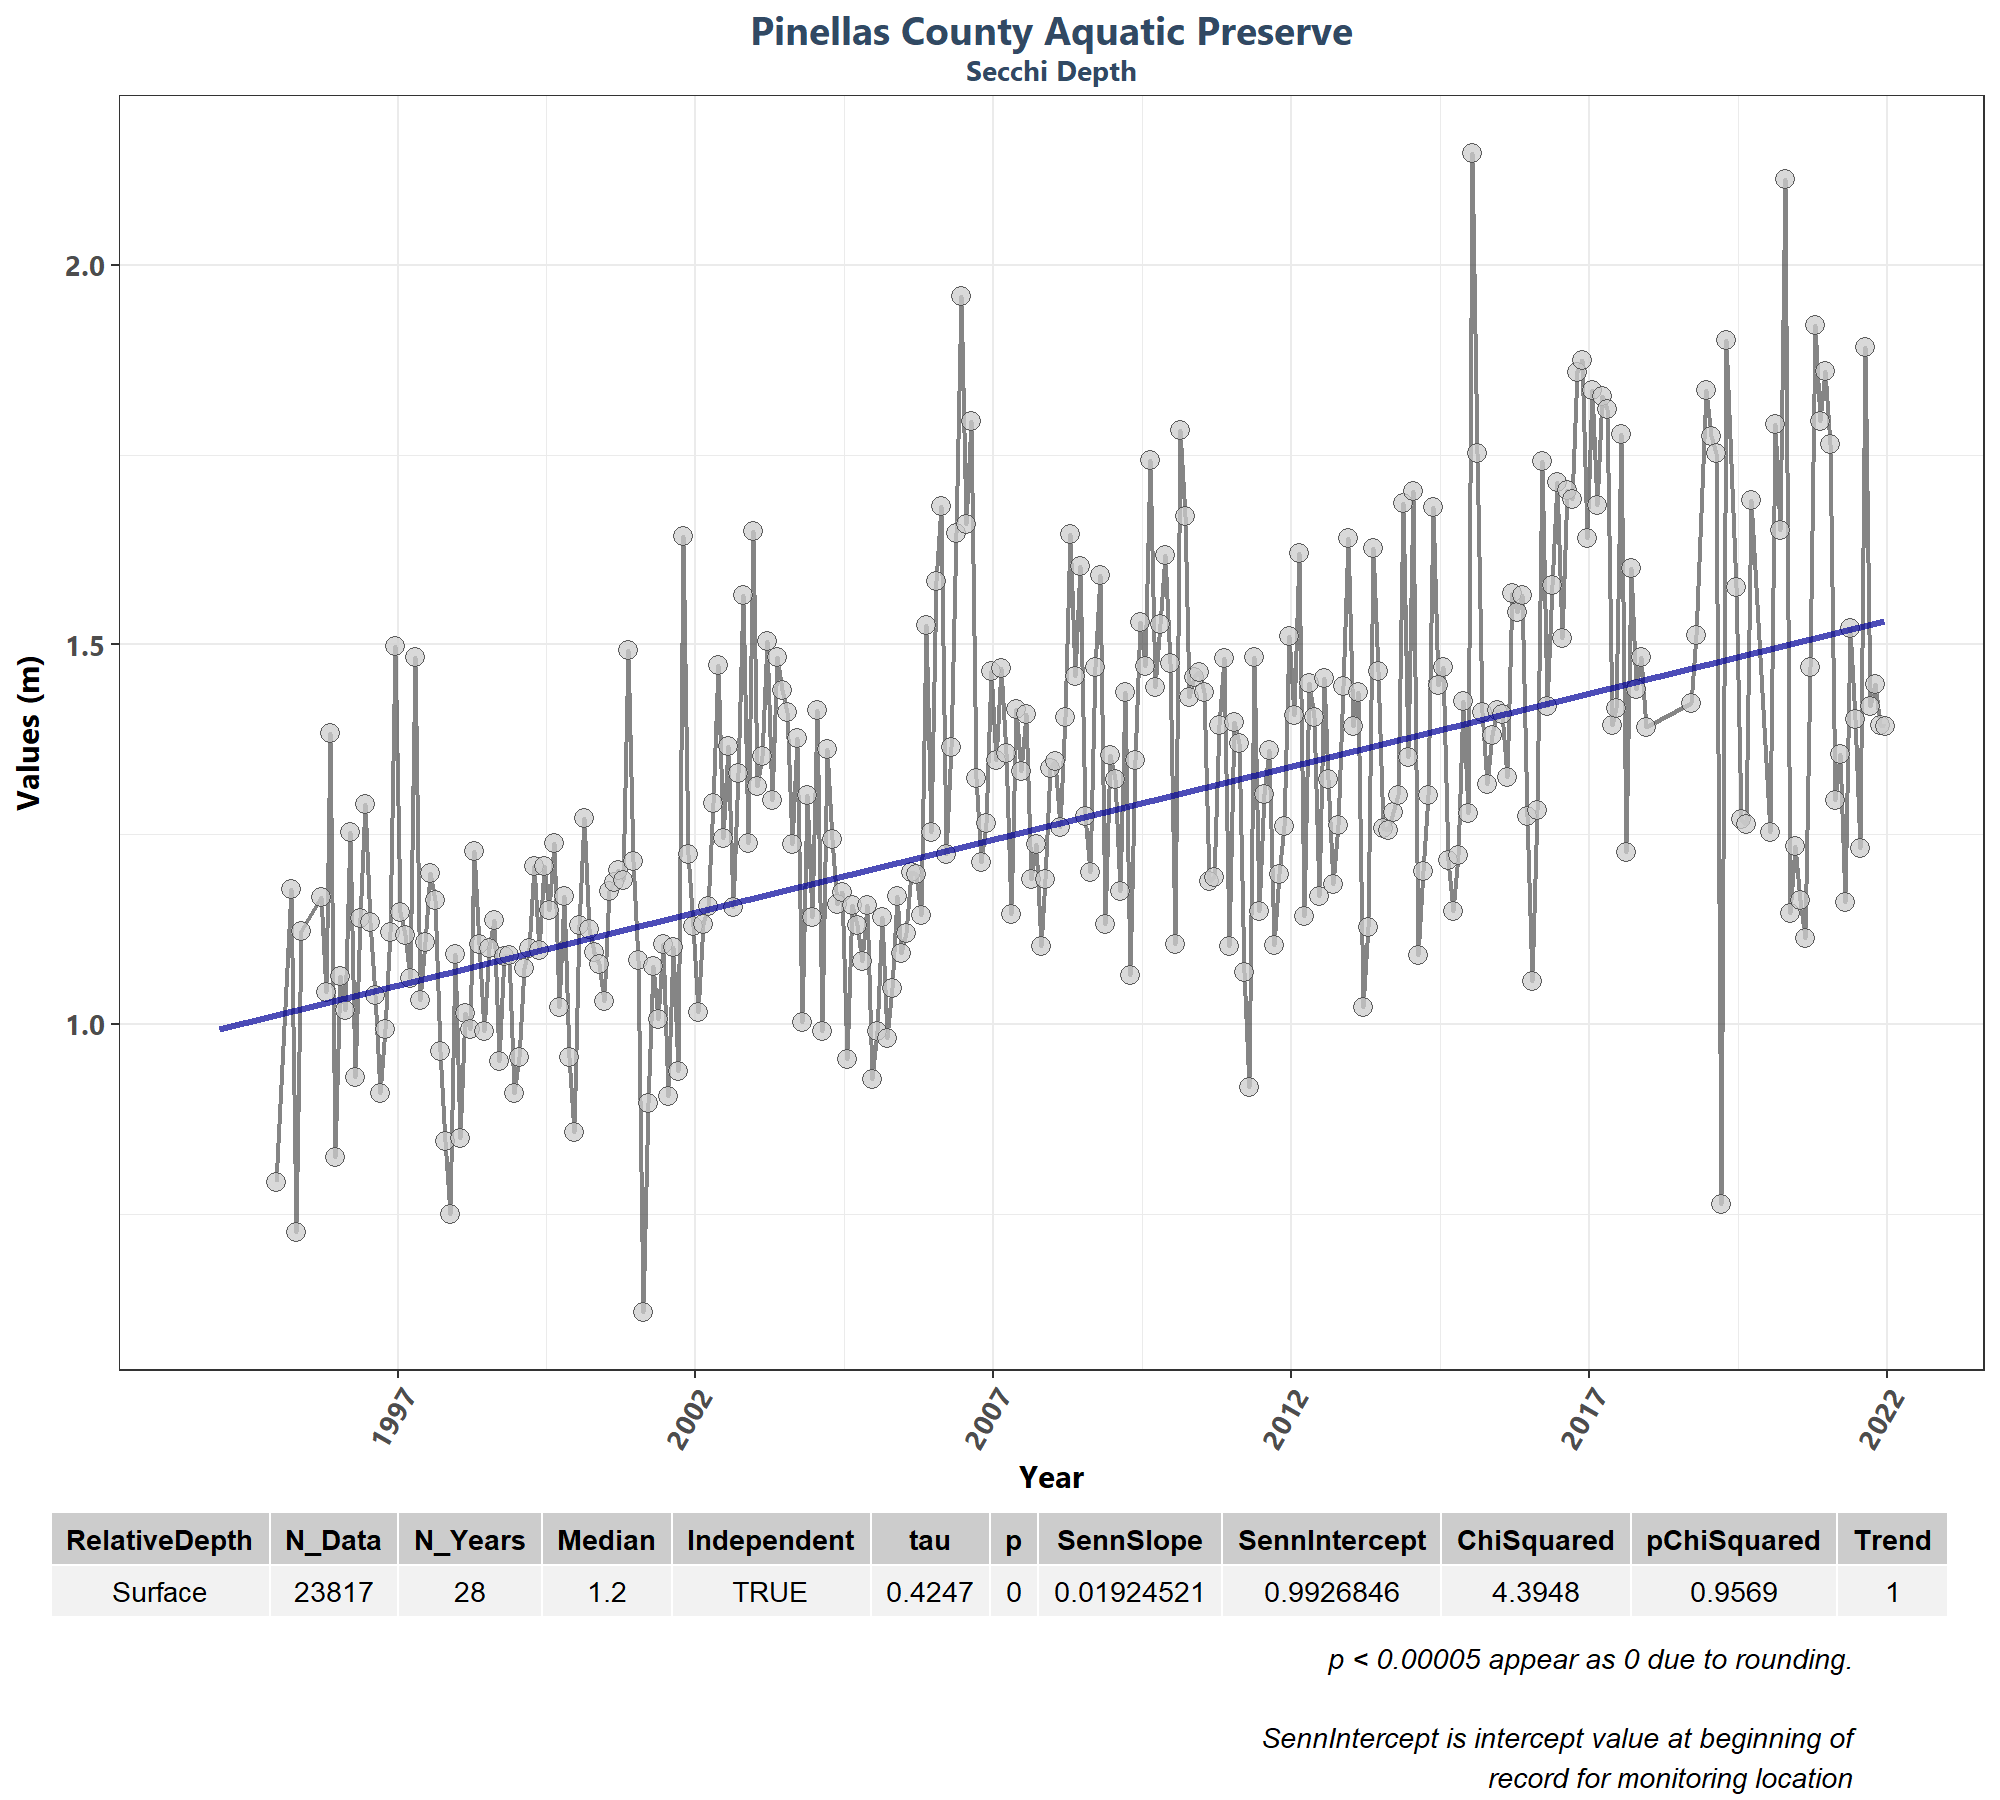 Pinellas County Aquatic Preserve
Secchi Depth
Values (m)
2.0
1.5
1.0
1997 2002 2007 2012 2017 2022
Year
RelativeDepth N_Data N_Years Median Independent tau p SennSlope SennIntercept ChiSquared pChiSquared Trend
Surface 23817 28 1.2 TRUE 0.4247 0 0.01924521 0.9926846 4.3948 0.9569 1
p < 0.00005 appear as 0 due to rounding.
SennIntercept is intercept value at beginning of
record for monitoring location